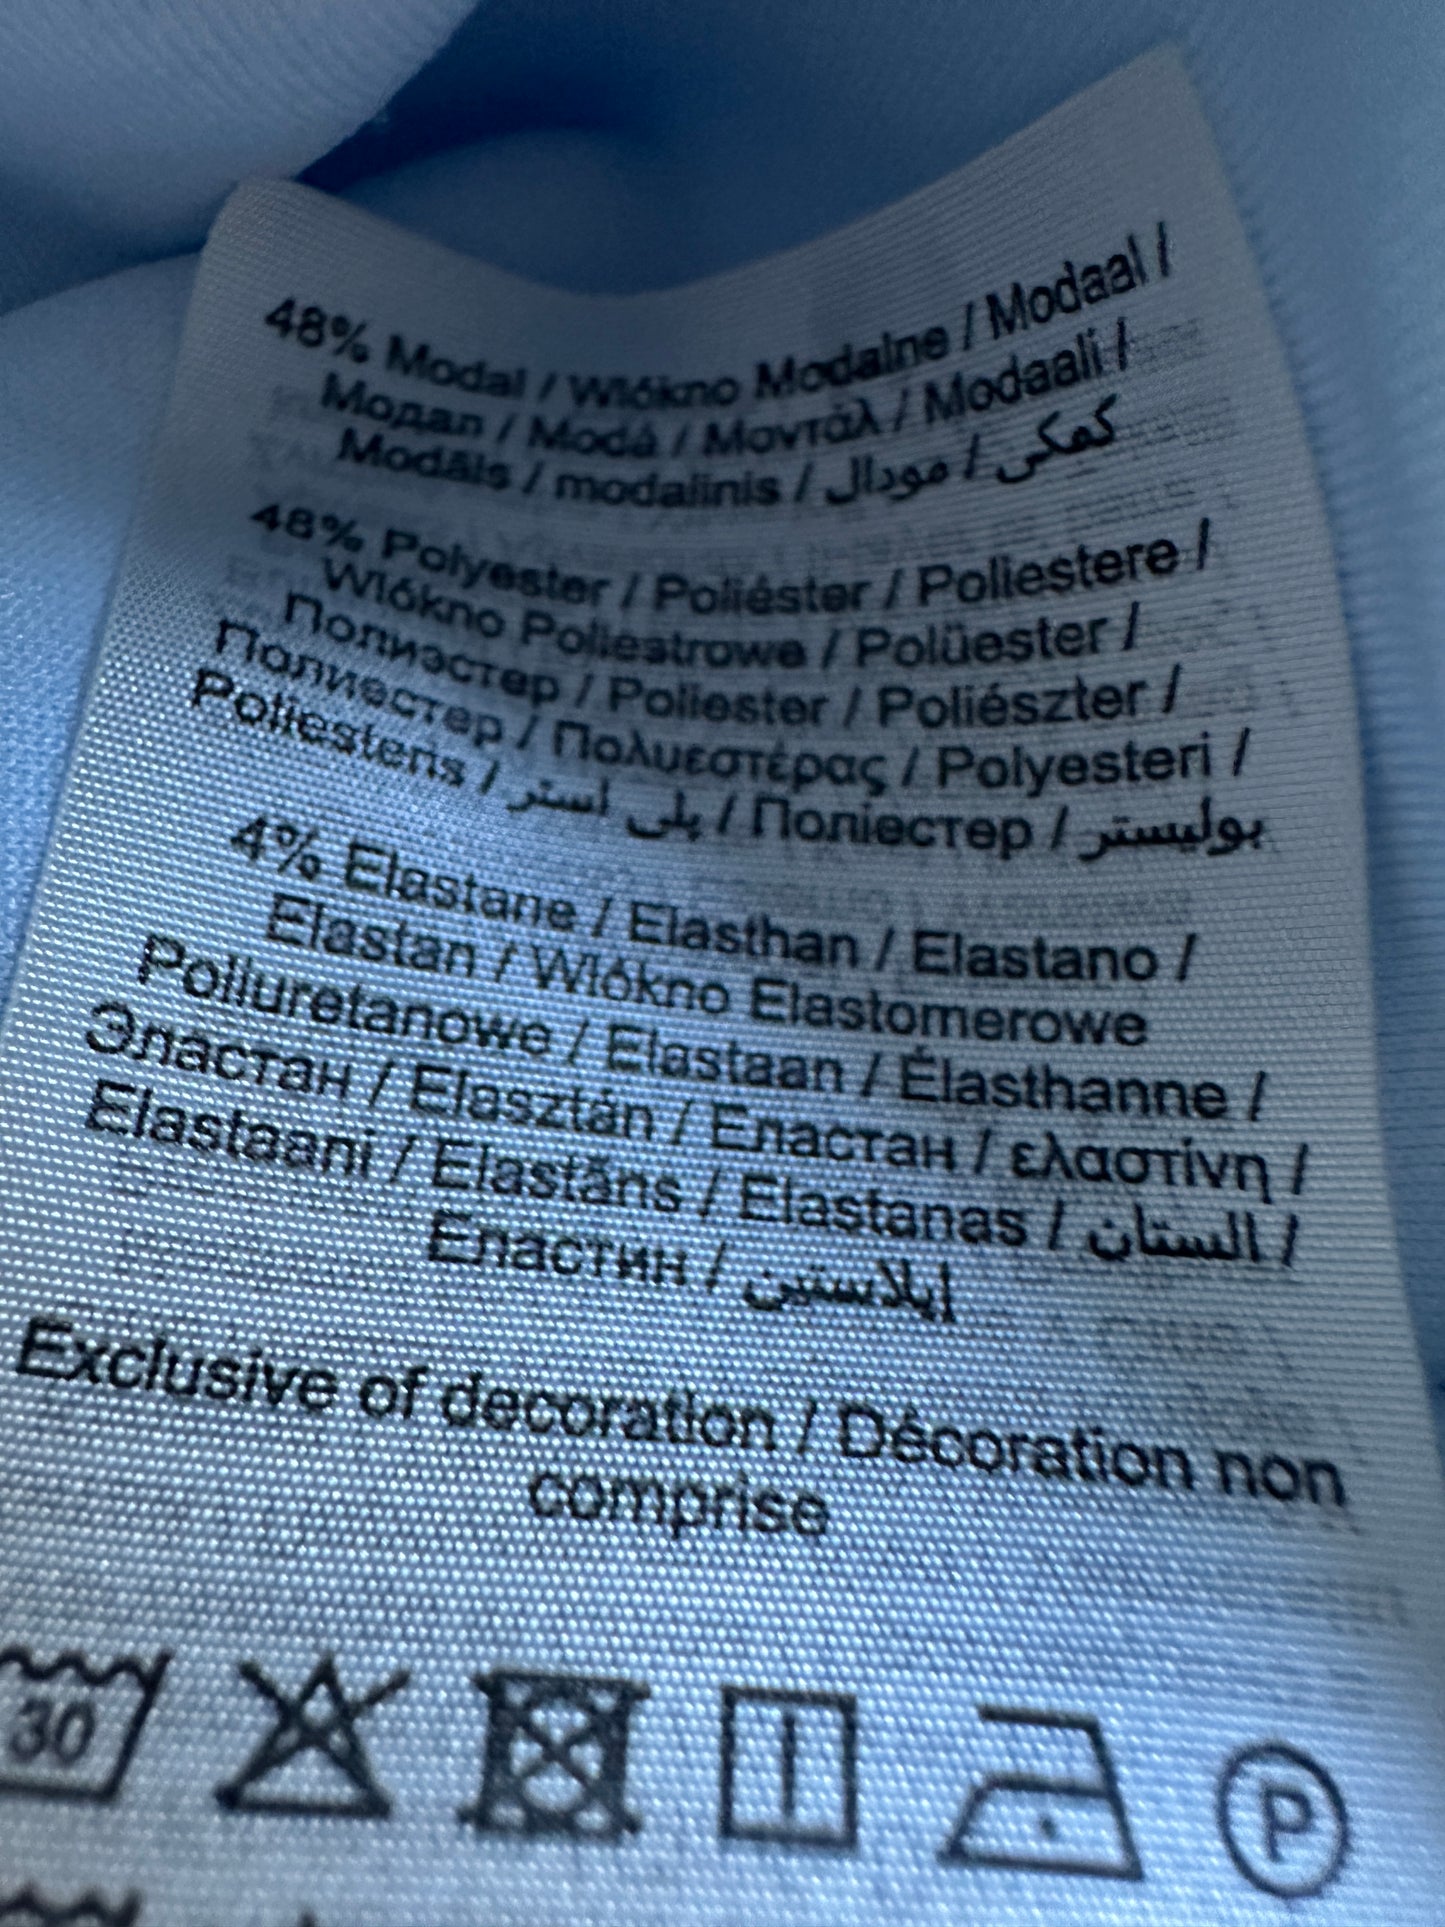 48% Modal / Włókno Modalne / Modaal /
Модал / Modà / Μοντάλ / Modaali /
Modāls / modalinis / مودال / کمکی
48% Polyester / Poliéster / Poliestere /
Włókno Poliestrowe / Polüester /
Полиэстер / Poliester / Poliészter /
Полиестер / Πολυεστέρας / Polyesteri /
Poliesteris / پلی استر / Поліестер / بوليستر
4% Elastane / Elasthan / Elastano /
Elastan / Włókno Elastomerowe
Poliuretanowe / Elastaan / Élasthanne /
Эластан / Elasztán / Еластан / ελαστίνη /
Elastaani / Elastāns / Elastanas / الستان /
Еластин / ایلاستین
Exclusive of decoration / Décoration non
comprise
30
P